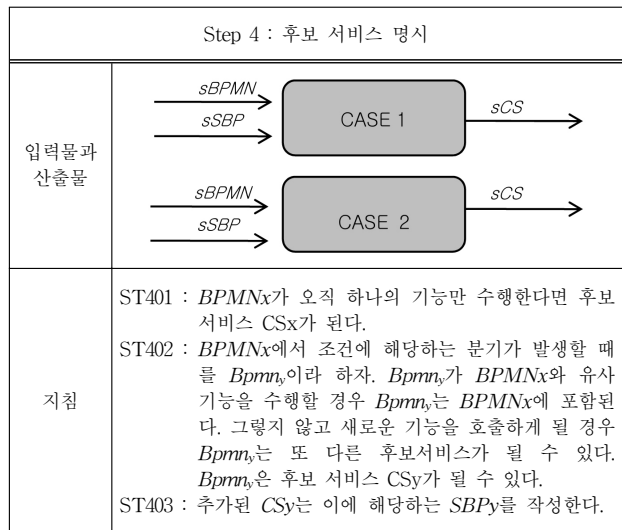 Step 4 : 후보 서비스 명시
입력물과
산출물
sBPMN
sSBP
CASE 1
sCS
sBPMN
sSBP
CASE 2
sCS
지침
ST401 : BPMNx가 오직 하나의 기능만 수행한다면 후보
서비스 CSx가 된다.
ST402 : BPMNx에서 조건에 해당하는 분기가 발생할 때
를 Bpmny이라 하자. Bpmny가 BPMNx와 유사
기능을 수행할 경우 Bpmny는 BPMNx에 포함된
다. 그렇지 않고 새로운 기능을 호출하게 될 경우
Bpmny는 또 다른 후보서비스가 될 수 있다.
Bpmny은 후보 서비스 CSy가 될 수 있다.
ST403 : 추가된 CSy는 이에 해당하는 SBPy를 작성한다.